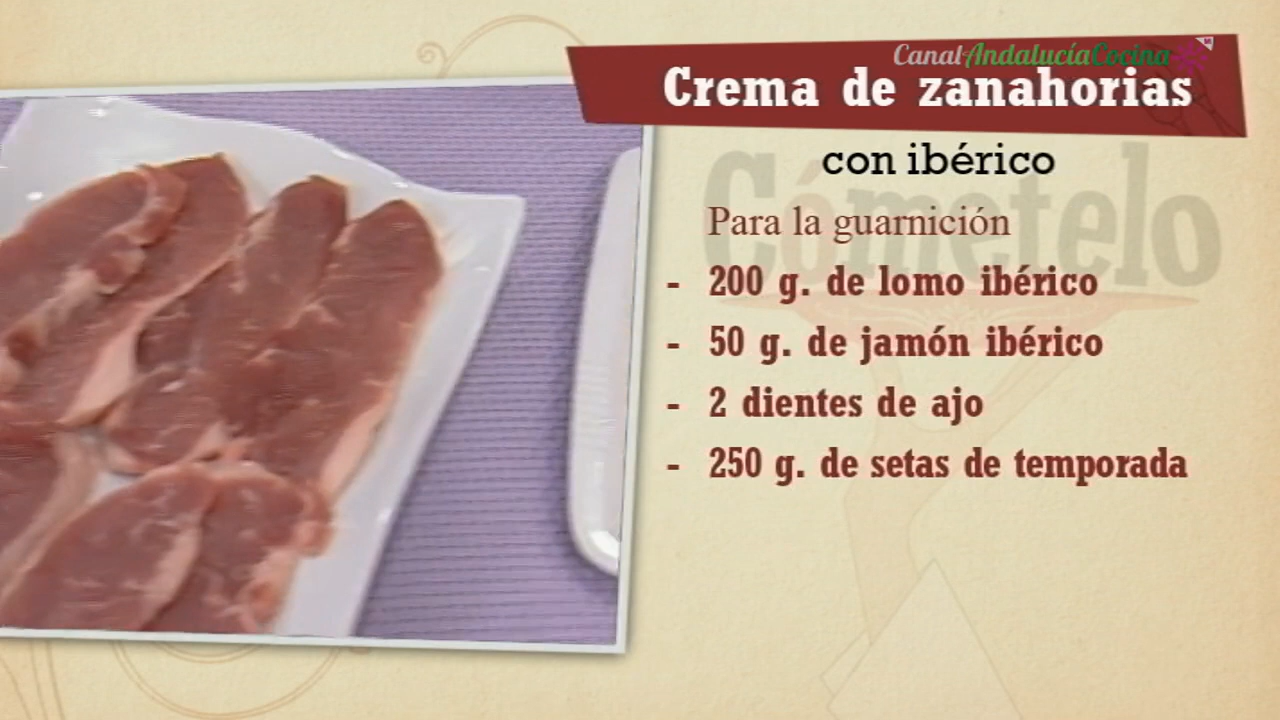 CanalAndalucíaCocina
Crema de zanahorias
con ibérico
Cómetelo
Para la guarnición
- 200 g. de lomo ibérico
- 50 g. de jamón ibérico
- 2 dientes de ajo
- 250 g. de setas de temporada